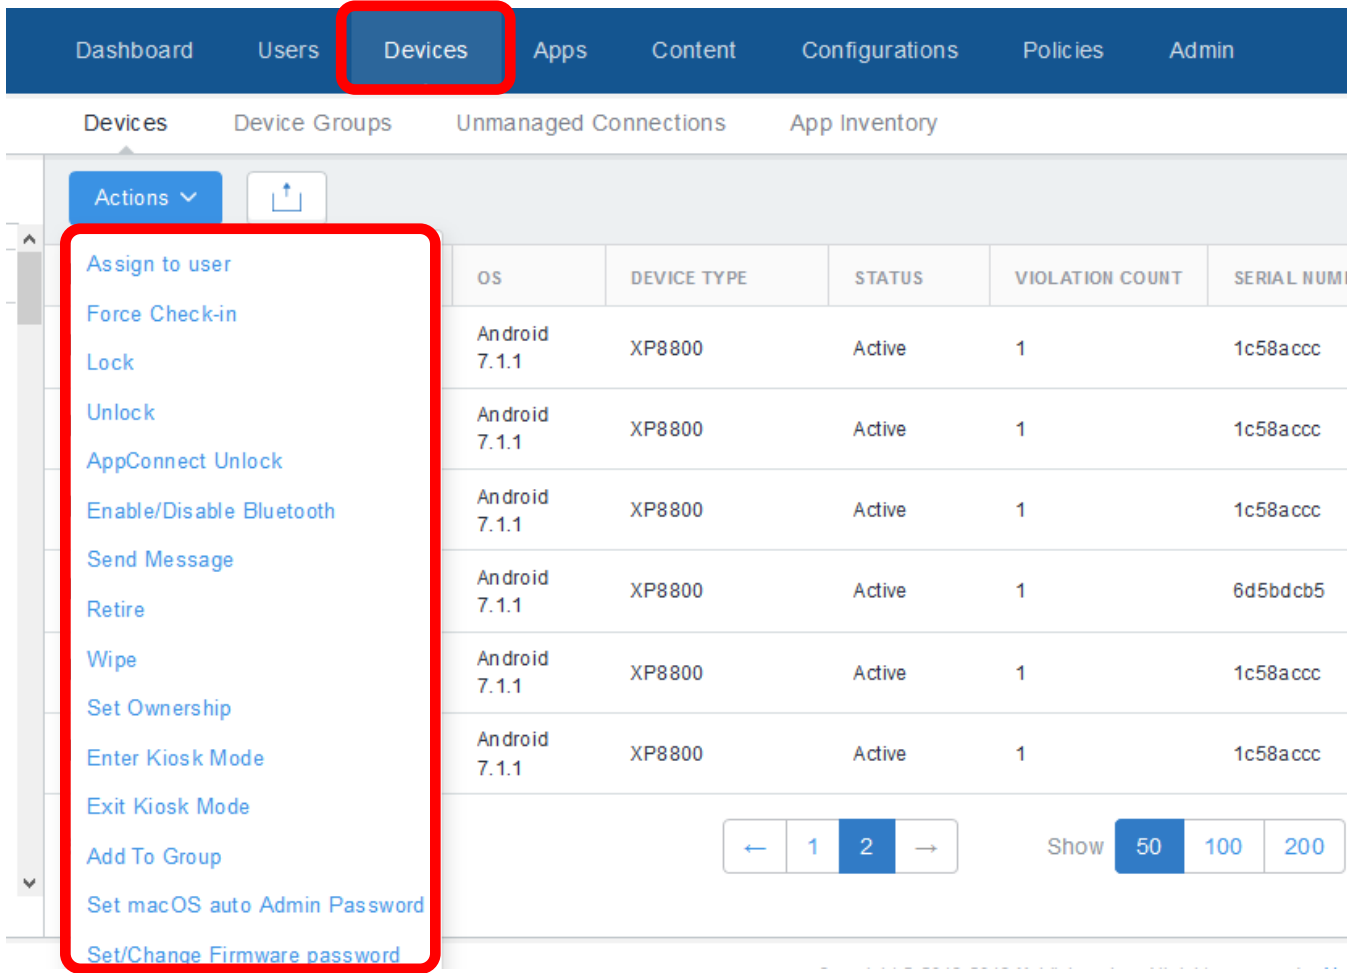 Dashboard Users Devices Apps Content Configurations Policies Admin
Devices Device Groups Unmanaged Connections App Inventory
Actions
Assign to user
Force Check-in
Lock
Unlock
AppConnect Unlock
Enable/Disable Bluetooth
Send Message
Retire
Wipe
Set Ownership
Enter Kiosk Mode
Exit Kiosk Mode
Add To Group
Set macOS auto Admin Password
Set/Change Firmware password
OS DEVICE TYPE STATUS VIOLATION COUNT SERIAL NUM
Android
7.1.1 XP8800 Active 1 1c58accc
Android
7.1.1 XP8800 Active 1 1c58accc
Android
7.1.1 XP8800 Active 1 1c58accc
Android
7.1.1 XP8800 Active 1 6d5bdcb5
Android
7.1.1 XP8800 Active 1 1c58accc
Android
7.1.1 XP8800 Active 1 1c58accc
← 1 2 → Show 50 100 200